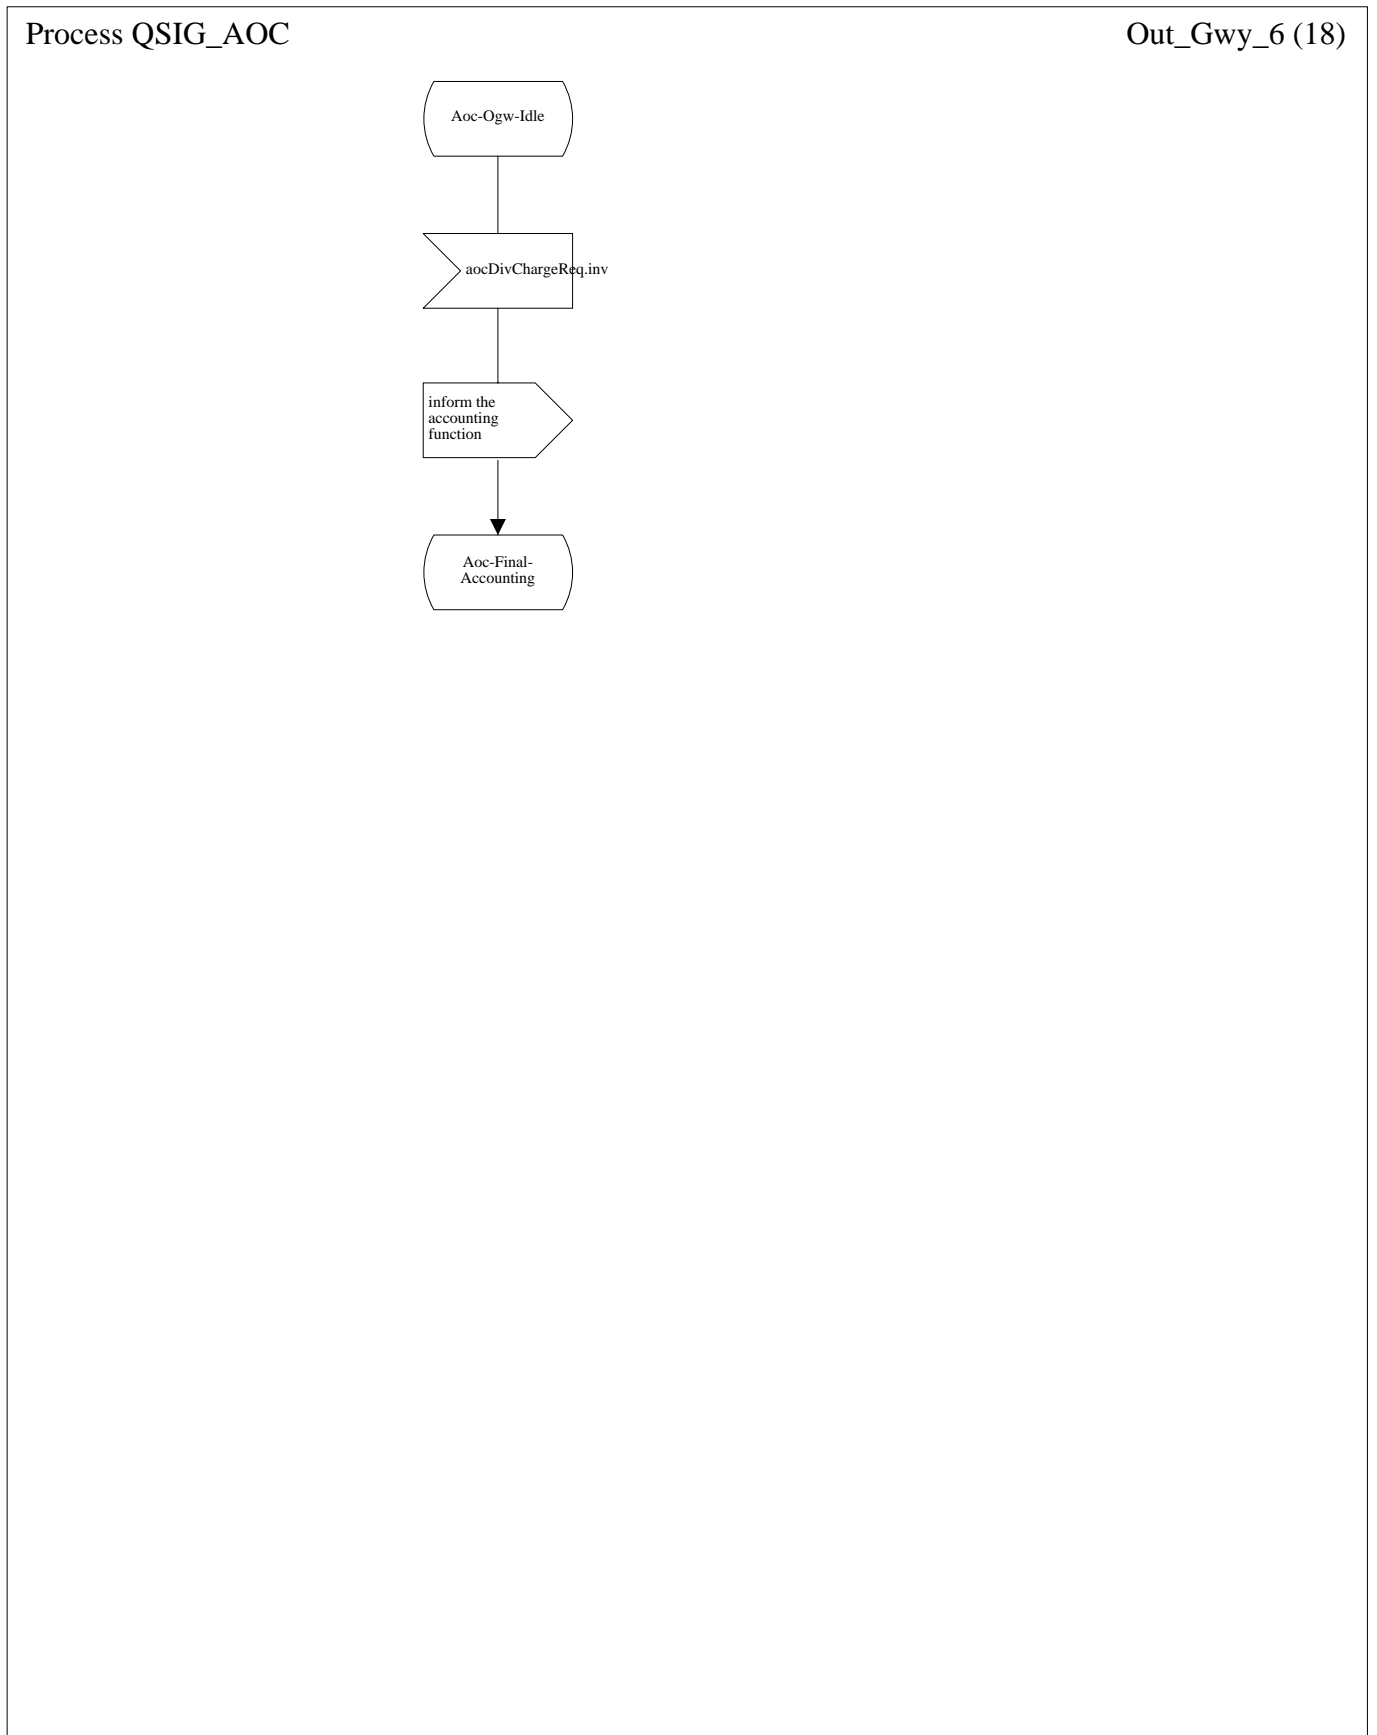 Process QSIG_AOC
Out_Gwy_6 (18)
Aoc-Ogw-Idle
aocDivChargeReq.inv
inform the
accounting
function
Aoc-Final-
Accounting